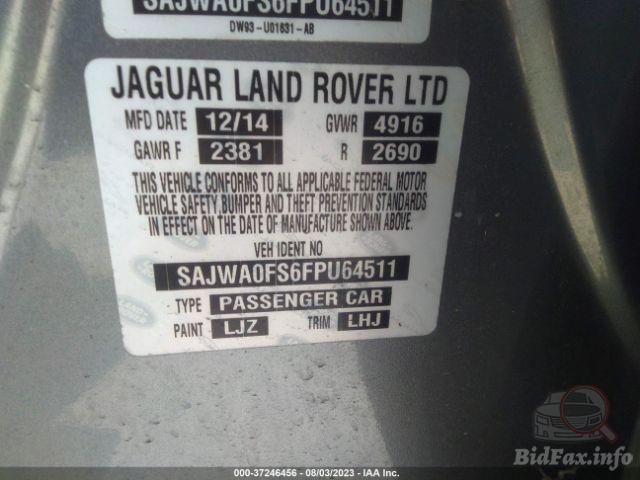 SAJWA0FS6FPU64511
DW93-U01831-AB
JAGUAR LAND ROVER LTD
MFD DATE 12/14 GVWR 4916
GAWR F 2381 R 2690
THIS VEHICLE CONFORMS TO ALL APPLICABLE FEDERAL MOTOR
VEHICLE SAFETY BUMPER AND THEFT PREVENTION STANDARDS
IN EFFECT ON THE DATE OF MANUFACTURE SHOWN ABOVE.
VEH IDENT NO
SAJWA0FS6FPU64511
TYPE PASSENGER CAR
PAINT LJZ TRIM LHJ
000-37246456 - 08/03/2023 - IAA Inc.
BidFax.info